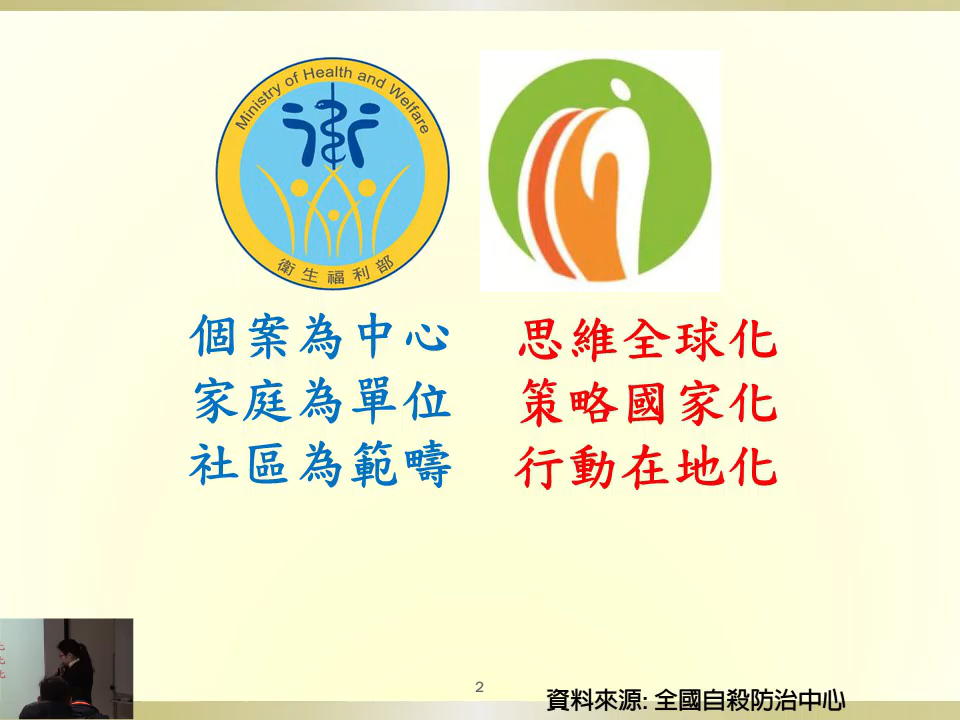 Ministry of Health and Welfare
衛生福利部
個案為中心
家庭為單位
社區為範疇
思維全球化
策略國家化
行動在地化
2
資料來源: 全國自殺防治中心